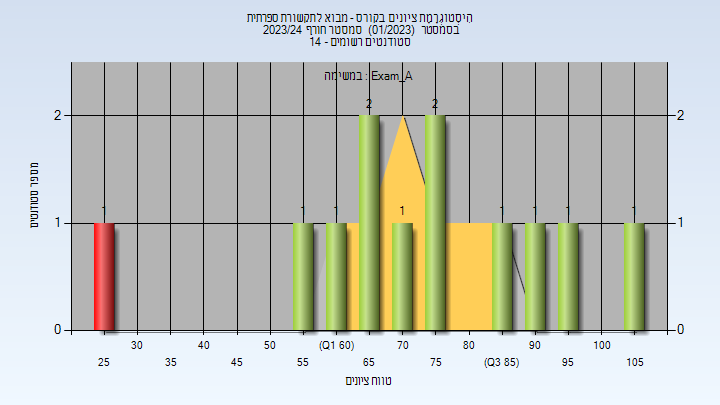 היסטוגרמת ציונים בקורס - מבוא לתקשורת ספרתית
בסמסטר (01/2023) סמסטר חורף 2023/24
סטודנטים רשומים - 14
במשימה : Exam_A
מספר סטודנטים
2 2
1 1
0 0
2 2
1 1 1 1 1 1 1 1
30 40 50 (Q1 60) 70 80 90 100
25 35 45 55 65 75 (Q3 85) 95 105
טווח ציונים